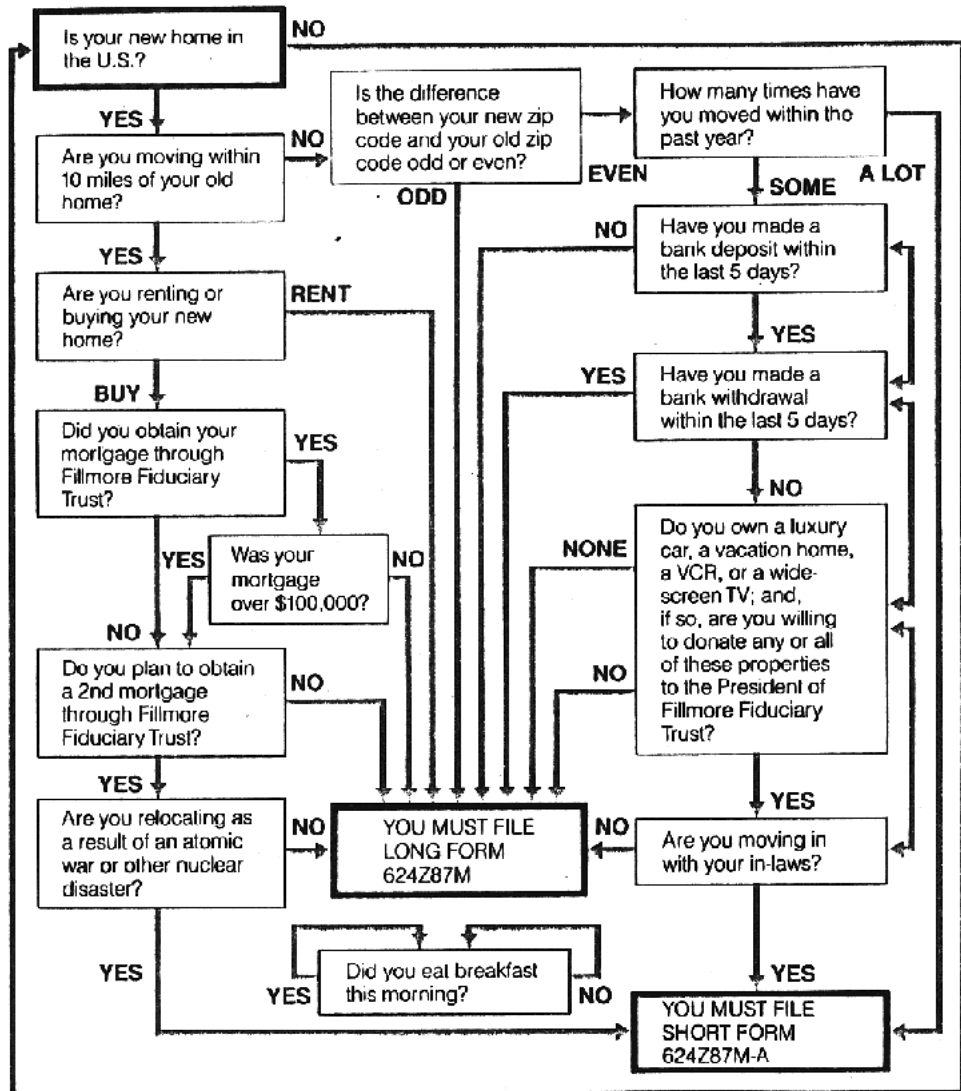 Is your new home in
the U.S.?
NO
YES
Are you moving within
10 miles of your old
home?
NO
Is the difference
between your new zip
code and your old zip
code odd or even?
ODD
EVEN
How many times have
you moved within the
past year?
SOME
A LOT
YES
Are you renting or
buying your new
home?
RENT
BUY
Have you made a
bank deposit within
the last 5 days?
NO
YES
Have you made a
bank withdrawal
within the last 5 days?
YES
NO
Did you obtain your
mortgage through
Fillmore Fiduciary
Trust?
YES
NO
Was your
mortgage
over $100,000?
YES
NO
Do you own a luxury
car, a vacation home,
a VCR, or a wide-
screen TV; and,
if so, are you willing
to donate any or all
of these properties
to the President of
Fillmore Fiduciary
Trust?
NONE
NO
YES
Do you plan to obtain
a 2nd mortgage
through Fillmore
Fiduciary Trust?
NO
YES
Are you relocating as
a result of an atomic
war or other nuclear
disaster?
NO
YES
YOU MUST FILE
LONG FORM
624Z87M
Are you moving in
with your in-laws?
NO
YES
Did you eat breakfast
this morning?
YES
NO
YOU MUST FILE
SHORT FORM
624Z87M-A